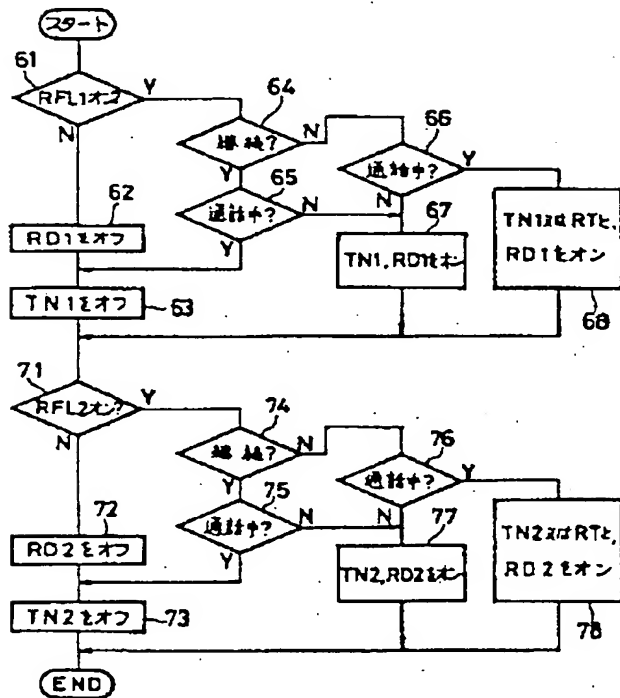 スタート
61
RFL1オン?
Y
N
64
継続?
N
Y
66
通話中?
Y
N
65
通話中?
N
Y
62
RD1をオフ
67
TN1,RD1をオン
TN1又はRTと,
RD1をオン
68
TN1をオフ
63
71
RFL2オン?
Y
N
74
継続?
N
Y
76
通話中?
Y
N
75
通話中?
N
Y
72
RD2をオフ
77
TN2,RD2をオン
TN2又はRTと,
RD2をオン
78
TN2をオフ
73
END